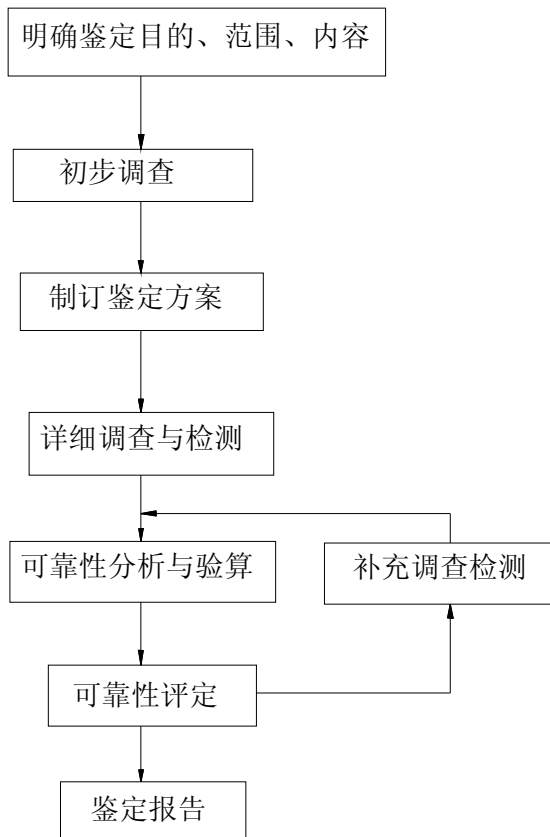 明确鉴定目的、范围、内容
初步调查
制订鉴定方案
详细调查与检测
可靠性分析与验算
补充调查检测
可靠性评定
鉴定报告